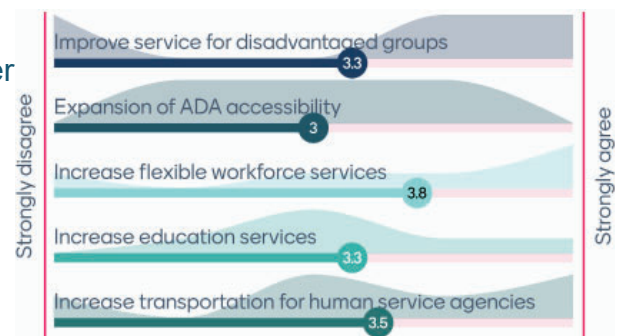 Improve service for disadvantaged groups
3.3
er
Expansion of ADA accessibility
3
Strongly disagree
Strongly agree
Increase flexible workforce services
3.8
Increase education services
3.3
Increase transportation for human service agencies
3.5